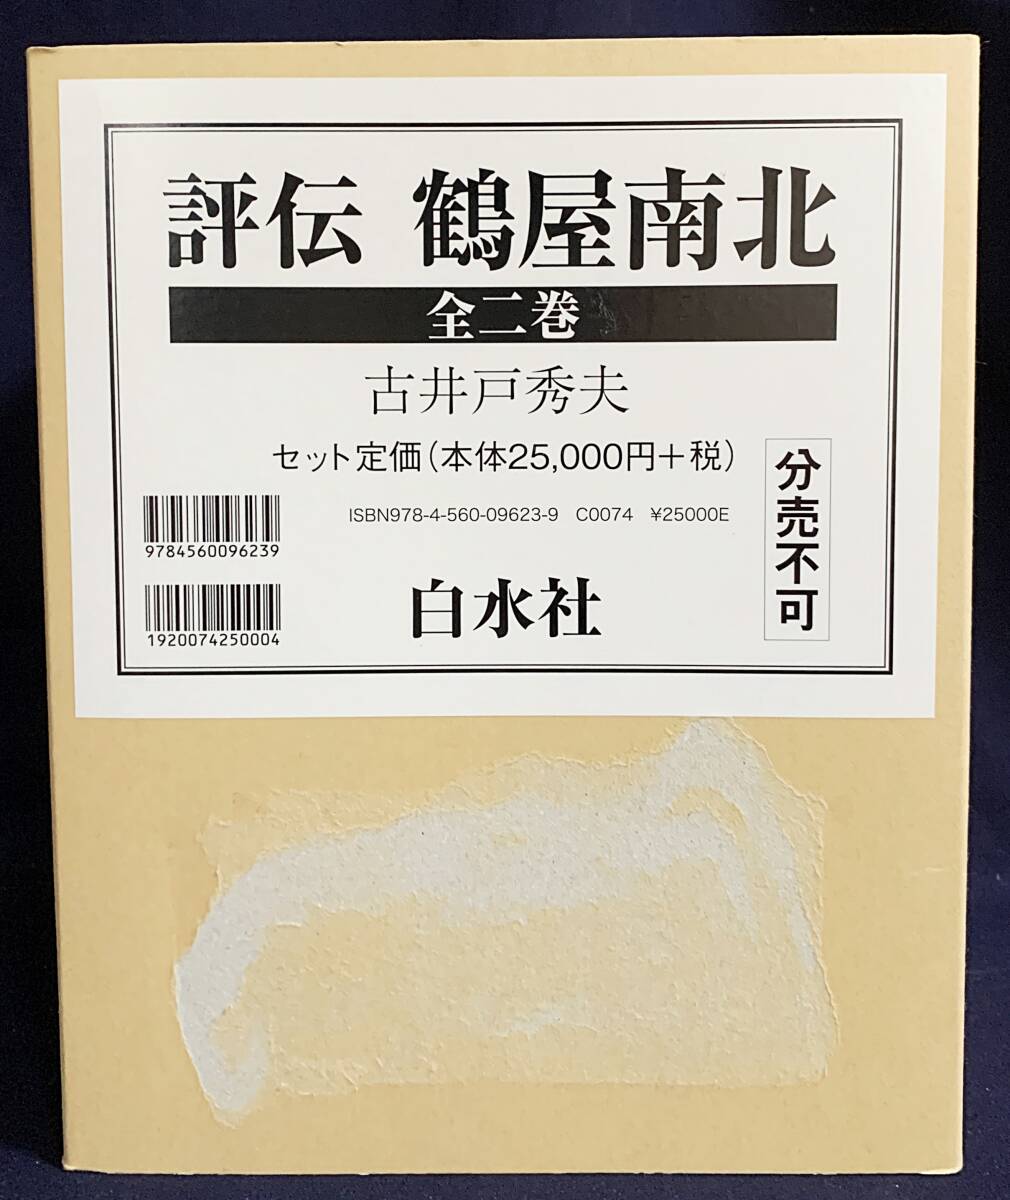 評伝 鶴屋南北
全二巻
古井戸秀夫
セット定価(本体25,000円+税)
ISBN978-4-560-09623-9 C0074 ¥25000E
9784560096239
1920074250004
白水社
分売不可